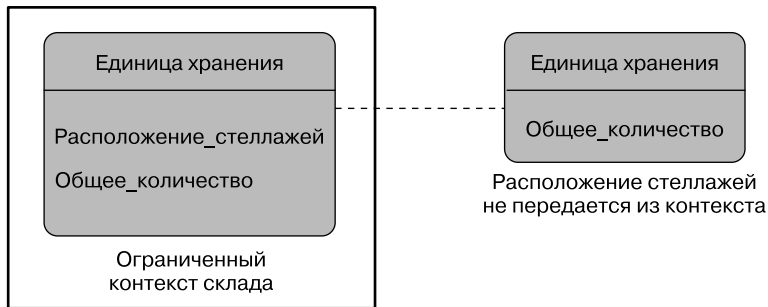 Единица хранения
Расположение_стеллажей
Общее_количество
Ограниченный
контекст склада
Единица хранения
Общее_количество
Расположение стеллажей
не передается из контекста